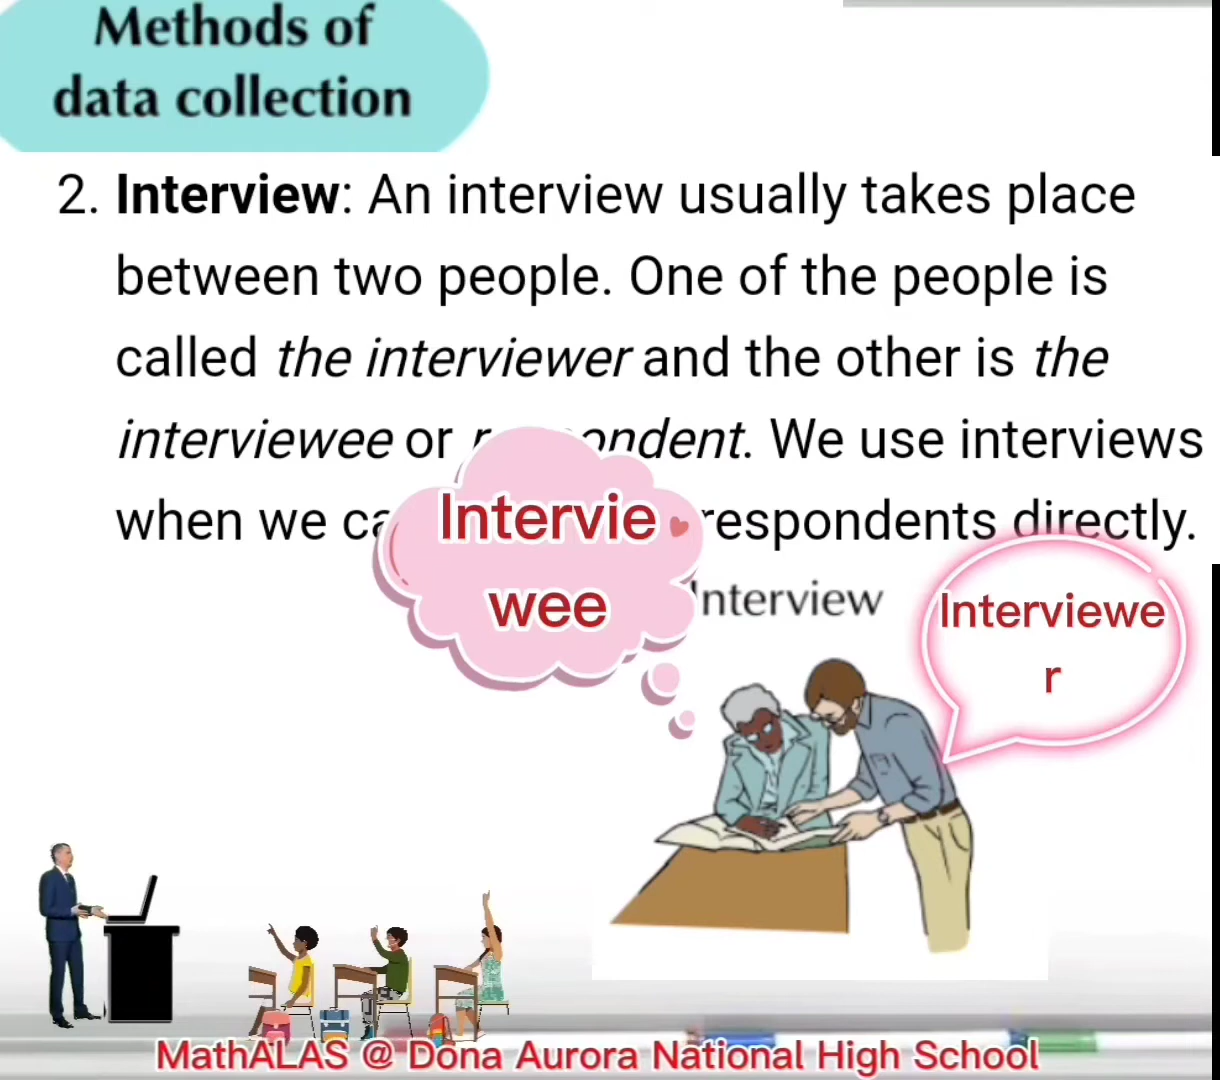 Methods of
data collection
2. Interview: An interview usually takes place
between two people. One of the people is
called the interviewer and the other is the
interviewee or ondent. We use interviews
when we respondents directly.
Intervie
wee
nterview
Interviewe
r
MathALAS @ Dona Aurora National High School